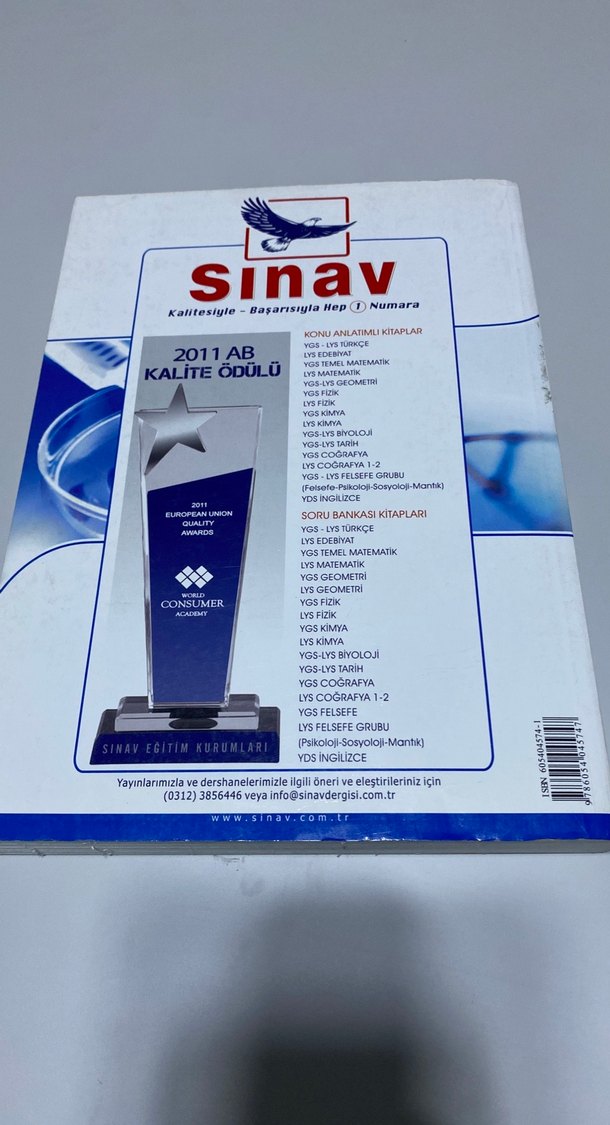 sınav
Kalitesiyle - Başarısıyla Hep 1 Numara
2011 AB
KALİTE ÖDÜLÜ
2011
EUROPEAN UNION
QUALITY
AWARDS
WORLD
CONSUMER
ACADEMY
SINAV EĞİTİM KURUMLARI
KONU ANLATIMLI KİTAPLAR
YGS - LYS TÜRKÇE
LYS EDEBİYAT
YGS TEMEL MATEMATİK
LYS MATEMATİK
YGS-LYS GEOMETRİ
YGS FİZİK
LYS FİZİK
YGS KİMYA
LYS KİMYA
YGS-LYS BİYOLOJİ
YGS-LYS TARİH
YGS COĞRAFYA
LYS COĞRAFYA 1-2
YGS - LYS FELSEFE GRUBU
(Felsefe-Psikoloji-Sosyoloji-Mantık)
YDS İNGİLİZCE
SORU BANKASI KİTAPLARI
YGS - LYS TÜRKÇE
LYS EDEBİYAT
YGS TEMEL MATEMATİK
LYS MATEMATİK
YGS GEOMETRİ
LYS GEOMETRİ
YGS FİZİK
LYS FİZİK
YGS KİMYA
LYS KİMYA
YGS-LYS BİYOLOJİ
YGS-LYS TARİH
YGS COĞRAFYA
LYS COĞRAFYA 1-2
YGS FELSEFE
LYS FELSEFE GRUBU
(Psikoloji-Sosyoloji-Mantık)
YDS İNGİLİZCE
Yayınlarımızla ve dershanelerimizle ilgili öneri ve eleştirileriniz için
(0312) 3856446 veya info@sinavdergisi.com.tr
www.sinav.com.tr
ISBN 605404574-1
9786054045747